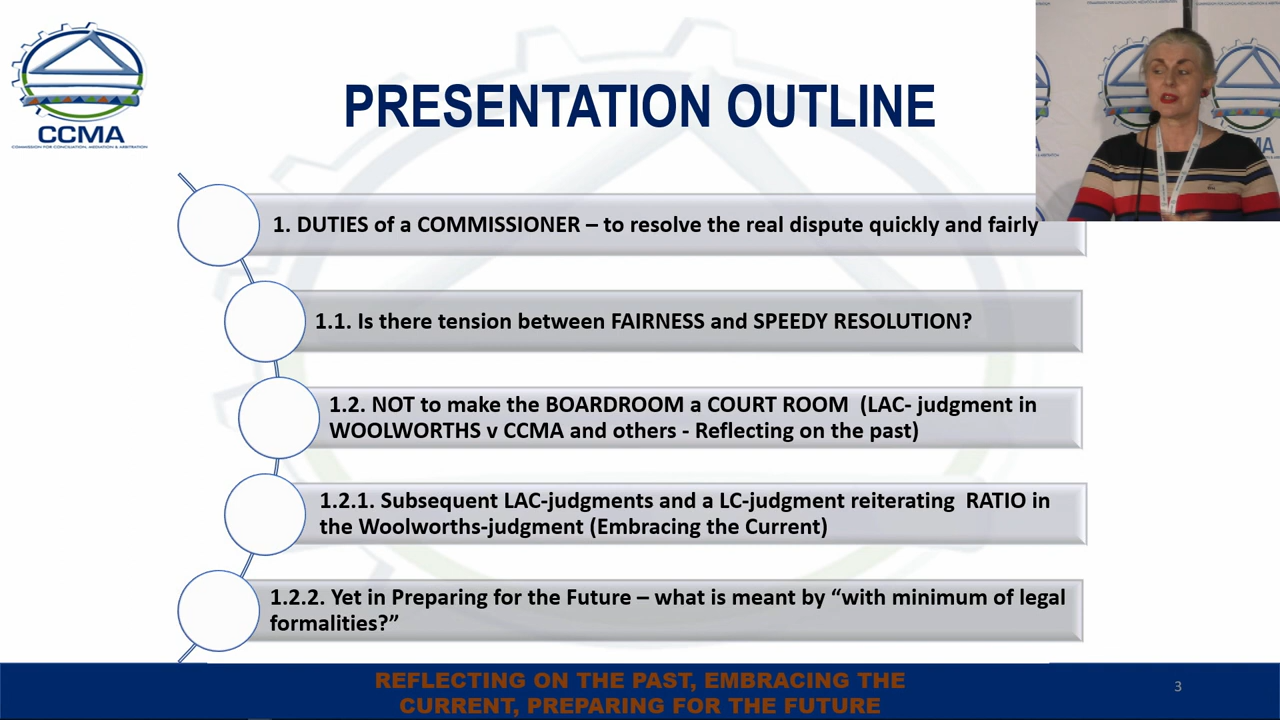 CCMA
COMMISSION FOR CONCILIATION, MEDIATION & ARBITRATION
PRESENTATION OUTLINE
1. DUTIES of a COMMISSIONER – to resolve the real dispute quickly and fairly
1.1. Is there tension between FAIRNESS and SPEEDY RESOLUTION?
1.2. NOT to make the BOARDROOM a COURT ROOM (LAC- judgment in
WOOLWORTHS v CCMA and others - Reflecting on the past)
1.2.1. Subsequent LAC-judgments and a LC-judgment reiterating RATIO in
the Woolworths-judgment (Embracing the Current)
1.2.2. Yet in Preparing for the Future – what is meant by “with minimum of legal
formalities?”
REFLECTING ON THE PAST, EMBRACING THE
CURRENT, PREPARING FOR THE FUTURE
3